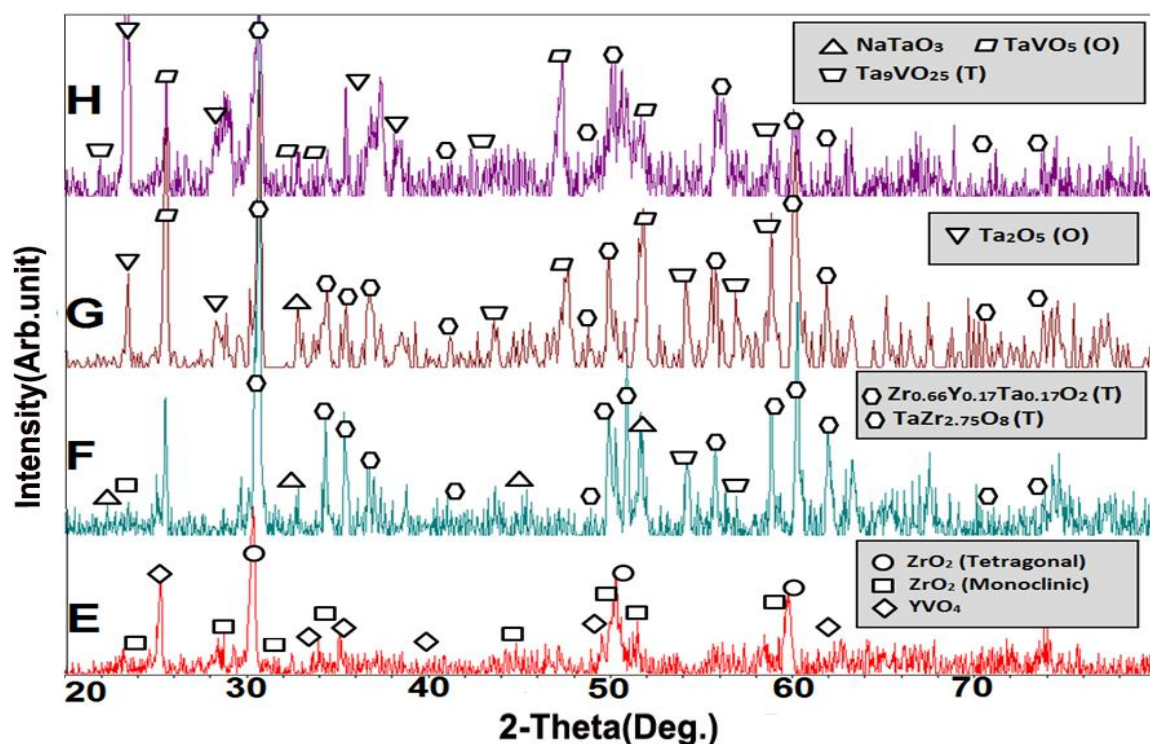 NaTaO₃ TaVO₅ (O)
Ta₉VO₂₅ (T)
H
Ta₂O₅ (O)
G
Zr₀.₆₆Y₀.₁₇Ta₀.₁₇O₂ (T)
TaZr₂.₇₅O₈ (T)
F
ZrO₂ (Tetragonal)
ZrO₂ (Monoclinic)
YVO₄
E
Intensity(Arb.unit)
20 30 40 50 60 70
2-Theta(Deg.)